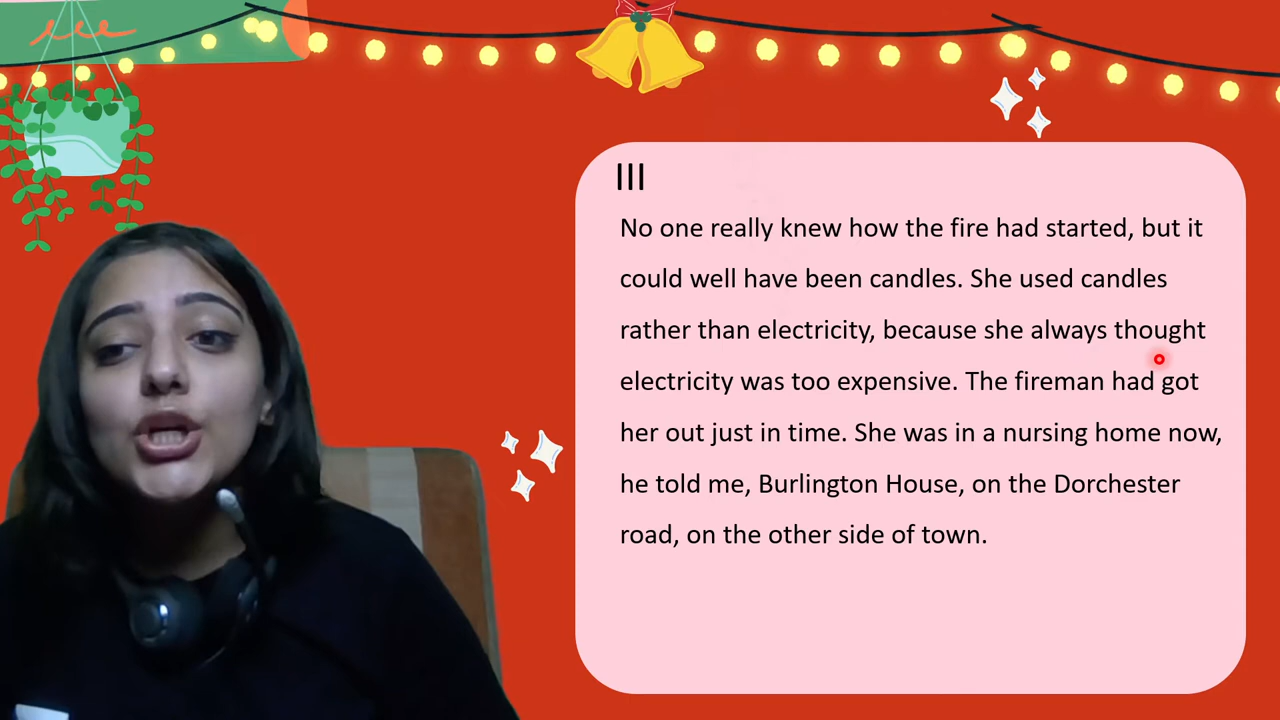 III
No one really knew how the fire had started, but it
could well have been candles. She used candles
rather than electricity, because she always thought
electricity was too expensive. The fireman had got
her out just in time. She was in a nursing home now,
he told me, Burlington House, on the Dorchester
road, on the other side of town.